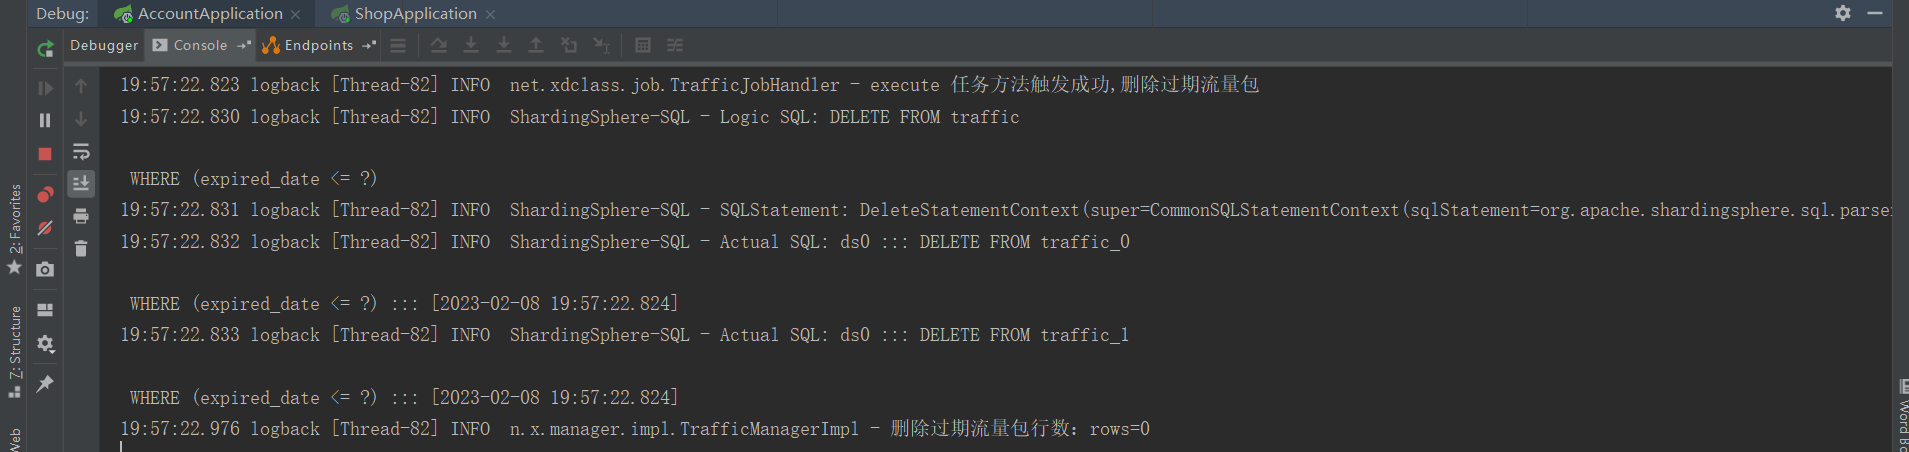 Debug: AccountApplication × ShopApplication ×
Debugger Console Endpoints
19:57:22.823 logback [Thread-82] INFO  net.xdclass.job.TrafficJobHandler - execute 任务方法触发成功,删除过期流量包
19:57:22.830 logback [Thread-82] INFO  ShardingSphere-SQL - Logic SQL: DELETE FROM traffic
WHERE (expired_date <= ?)
19:57:22.831 logback [Thread-82] INFO  ShardingSphere-SQL - SQLStatement: DeleteStatementContext(super=CommonSQLStatementContext(sqlStatement=org.apache.shardingsphere.sql.parser
19:57:22.832 logback [Thread-82] INFO  ShardingSphere-SQL - Actual SQL: ds0 ::: DELETE FROM traffic_0
WHERE (expired_date <= ?) ::: [2023-02-08 19:57:22.824]
19:57:22.833 logback [Thread-82] INFO  ShardingSphere-SQL - Actual SQL: ds0 ::: DELETE FROM traffic_1
WHERE (expired_date <= ?) ::: [2023-02-08 19:57:22.824]
19:57:22.976 logback [Thread-82] INFO  n.x.manager.impl.TrafficManagerImpl - 删除过期流量包行数: rows=0
2: Favorites
7: Structure
Web
Word Bo